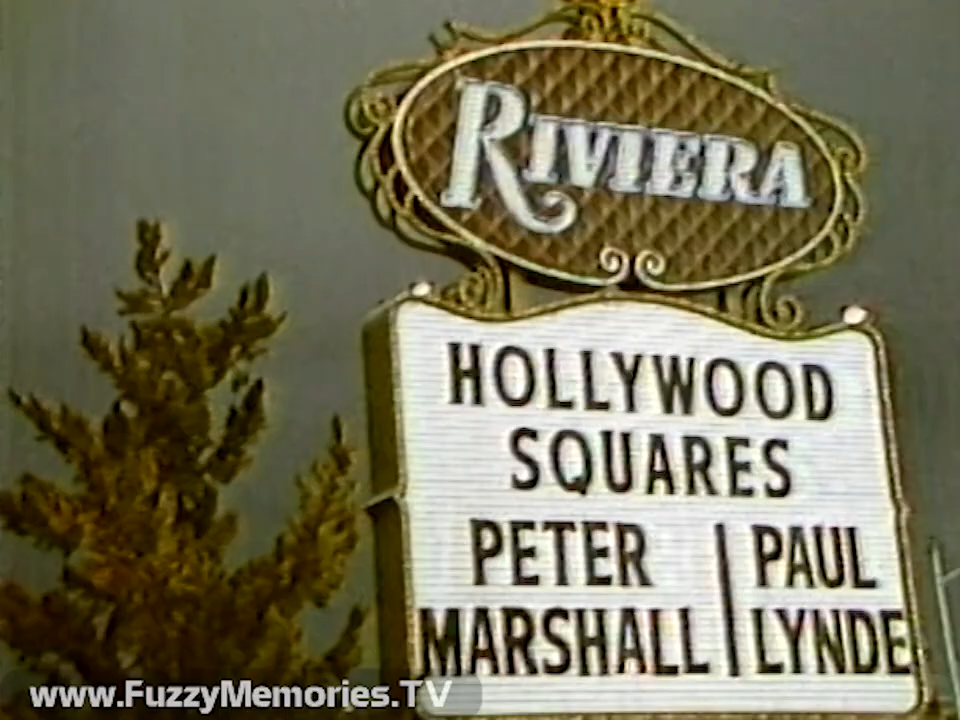 RIVIERA
HOLLYWOOD
SQUARES
PETER | PAUL
MARSHALL | LYNDE
www.FuzzyMemories.TV